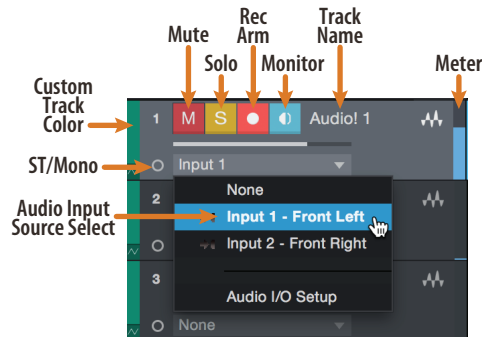 Rec
Arm
Track
Name
Mute
Solo
Monitor
Meter
Custom
Track
Color
1 M S Audio! 1
ST/Mono
Input 1
None
2
Audio Input
Source Select
Input 1 - Front Left
Input 2 - Front Right
3
Audio I/O Setup
None